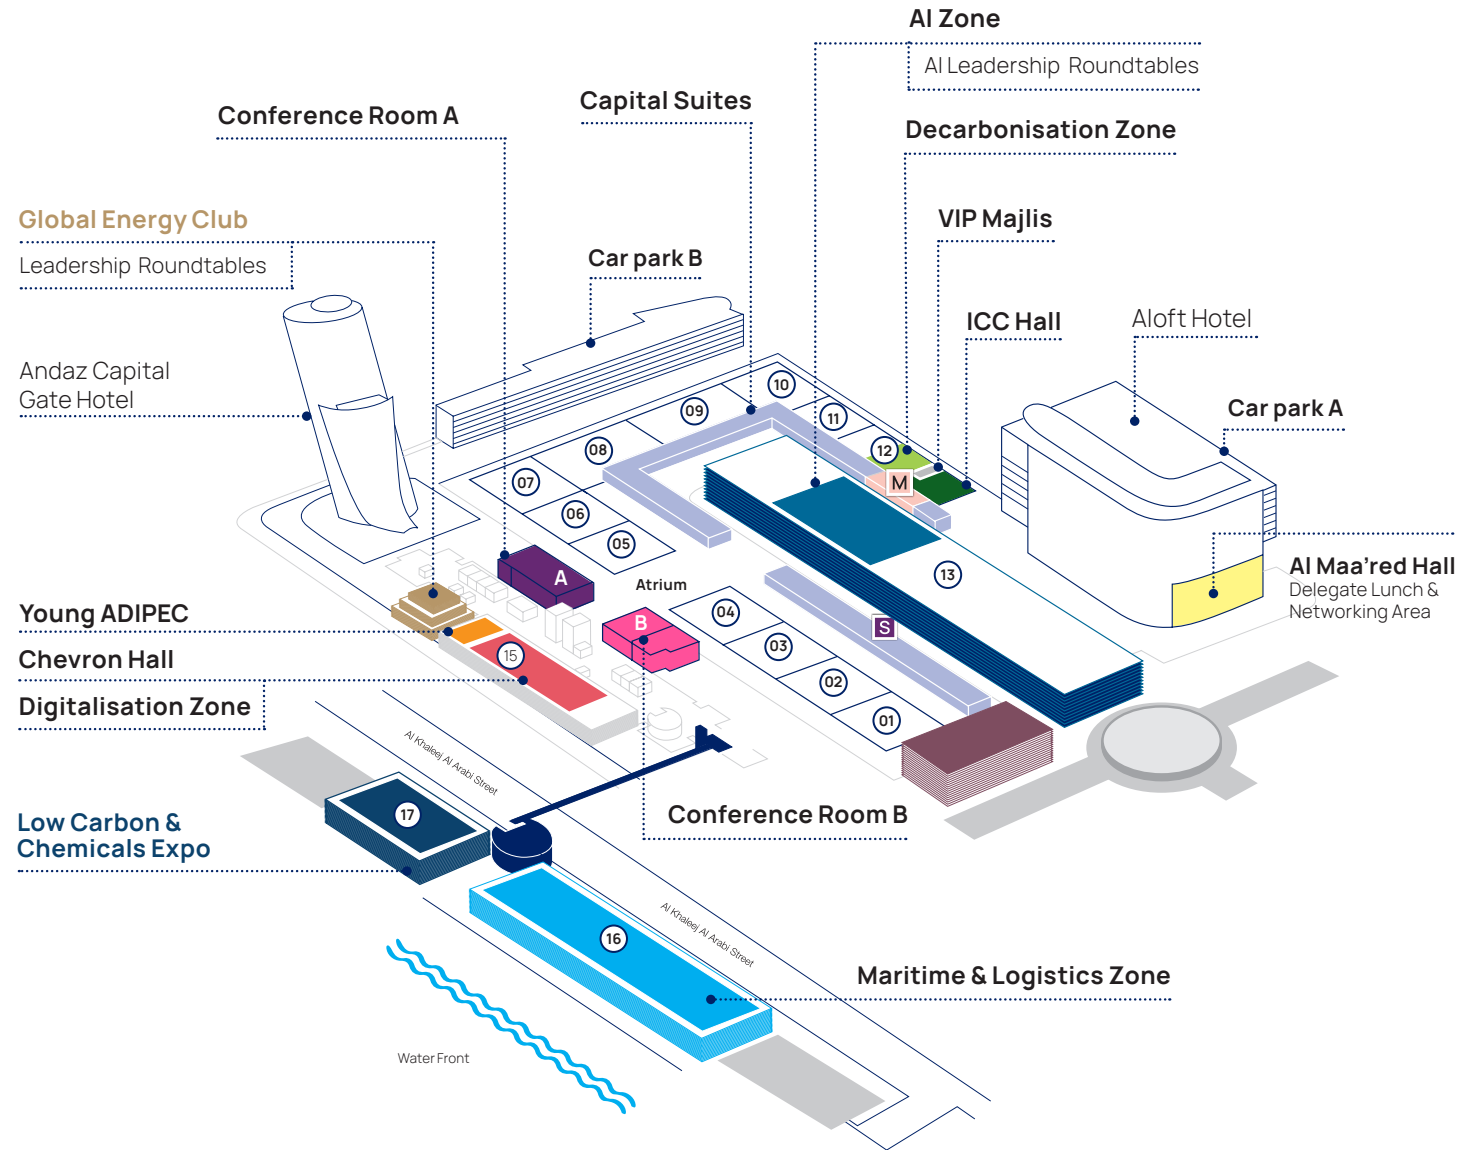 AI Zone
AI Leadership Roundtables
Capital Suites
Conference Room A
Decarbonisation Zone
Global Energy Club
Leadership Roundtables
VIP Majlis
Car park B
ICC Hall
Aloft Hotel
Andaz Capital
Gate Hotel
Car park A
10
09
11
08
12
07
M
06
05
13
A
Atrium
Al Maa'red Hall
Delegate Lunch &
Networking Area
04
Young ADIPEC
B
S
03
15
Chevron Hall
02
Digitalisation Zone
01
Al Khaleej Al Arabi Street
17
Conference Room B
Low Carbon &
Chemicals Expo
16
Al Khaleej Al Arabi Street
Maritime & Logistics Zone
Water Front